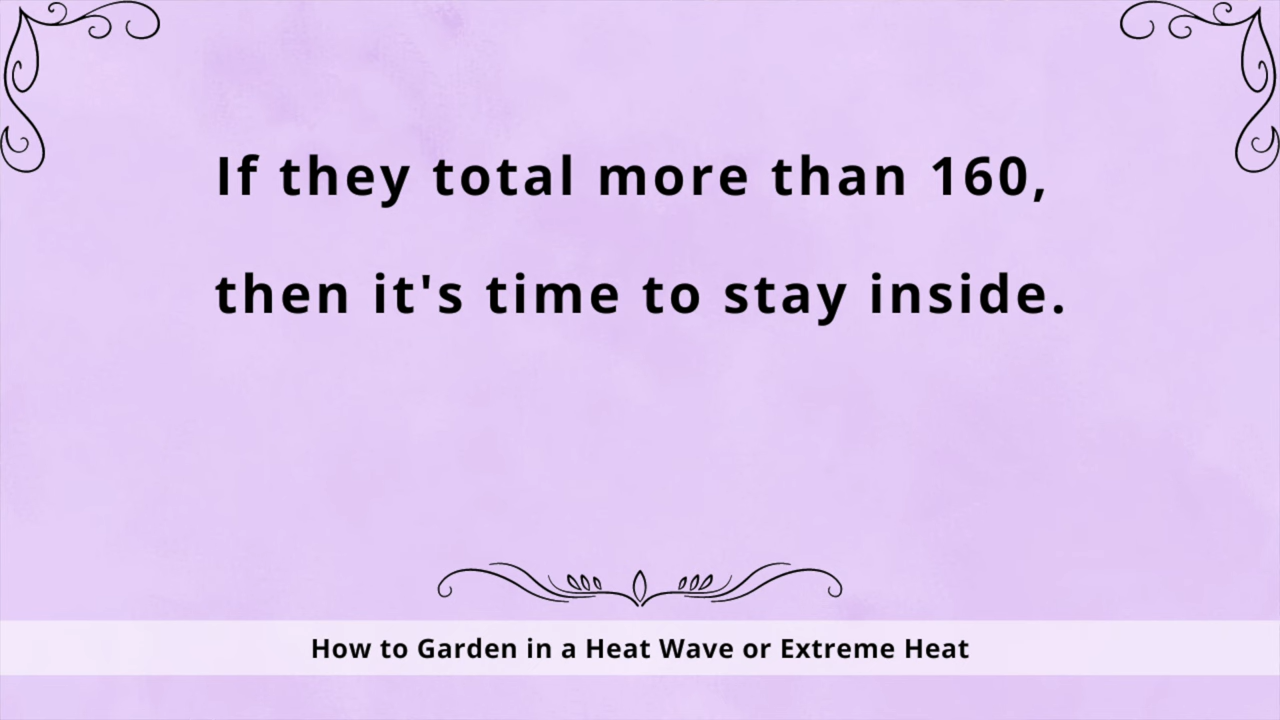 If they total more than 160,
then it's time to stay inside.
How to Garden in a Heat Wave or Extreme Heat